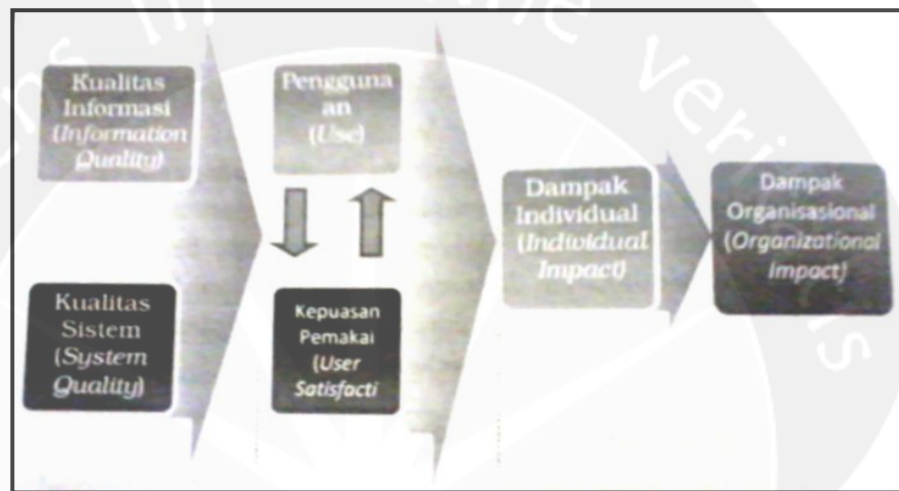 Kualitas
Informasi
(Information
Quality)
Pengguna
an
(Use)
Kualitas
Sistem
(System
Quality)
Kepuasan
Pemakai
(User
Satisfacti
Dampak
Individual
(Individual
Impact)
Dampak
Organisasional
(Organizational
Impact)